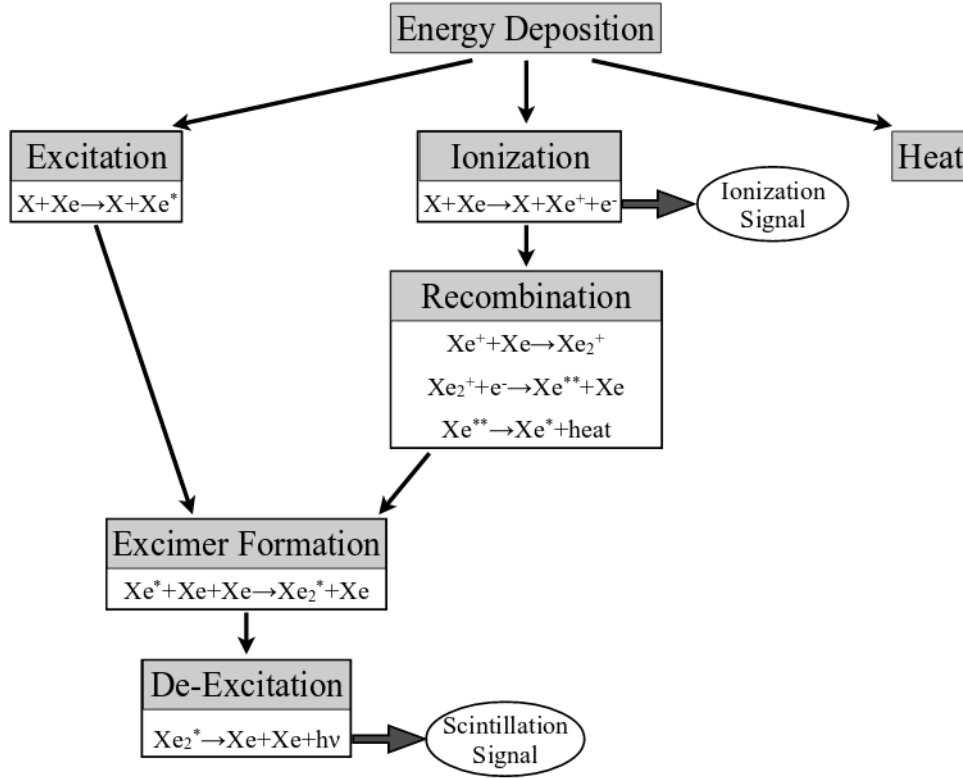 Energy Deposition
Excitation
X+Xe→X+Xe*
Ionization
X+Xe→X+Xe⁺+e⁻
Heat
Ionization
Signal
Recombination
Xe⁺+Xe→Xe₂⁺
Xe₂⁺+e⁻→Xe**+Xe
Xe**→Xe*+heat
Excimer Formation
Xe*+Xe+Xe→Xe₂*+Xe
De-Excitation
Xe₂*→Xe+Xe+hν
Scintillation
Signal